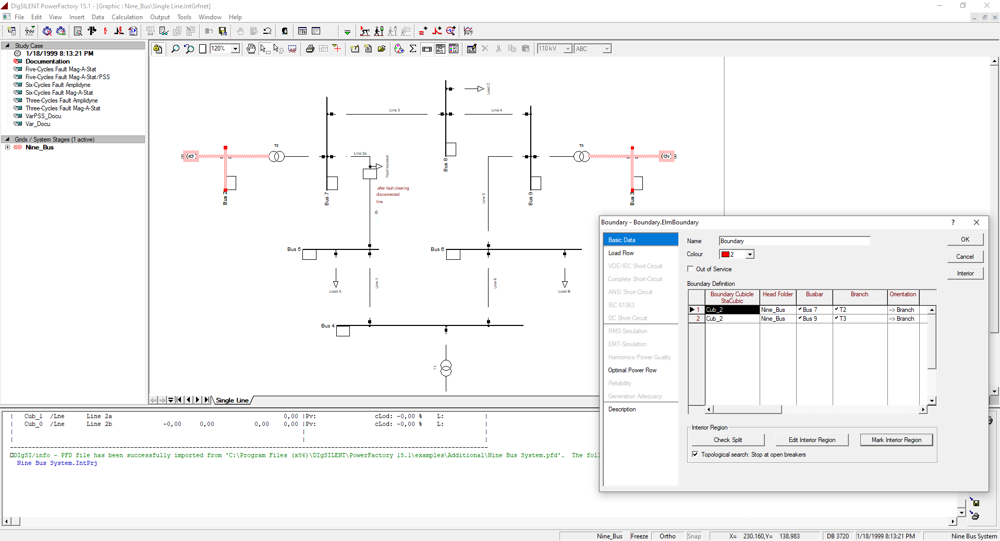 DIgSILENT PowerFactory 15.1 - [Graphic : Nine_Bus\Single Line.IntGrfnet]
File Edit View Insert Data Calculation Output Tools Window Help
120%
110 kV
ABC
Study Case
1/18/1999 8:13:21 PM
Documentation
Five-Cycles Fault Mag-A-Stat
Five-Cycles Fault Mag-A-Stat/PSS
Six-Cycles Fault Amplidyne
Six-Cycles Fault Mag-A-Stat
Three-Cycles Fault Amplidyne
Three-Cycles Fault Mag-A-Stat
VarPSS_Docu
Var_Docu
Grids / System Stages (1 active)
Nine_Bus
Load C
Line 3
Line 4
T2
T3
Line 2a
Fault location
Bus 8
after fault clearing
disconnected
line
2b
Line 5
Bus 2
Bus 7
Bus 9
Bus 3
Bus 5
Bus 6
Load A
Line 1
Line 6
Load B
Bus 4
T1
Single Line
Boundary - Boundary.ElmBoundary
?
Basic Data
Load Flow
VDE/IEC Short-Circuit
Complete Short-Circuit
ANSI Short-Circuit
IEC 61363
DC Short-Circuit
RMS-Simulation
EMT-Simulation
Harmonics/Power Quality
Optimal Power Flow
Reliability
Generation Adequacy
Description
Name Boundary
Colour 2
Out of Service
OK
Cancel
Interior
Boundary Definition
Boundary Cubicle StaCubic Head Folder Busbar Branch Orientation
1 Cub_2 Nine_Bus Bus 7 T2 --> Branch
2 Cub_2 Nine_Bus Bus 9 T3 --> Branch
Interior Region
Check Split
Edit Interior Region
Mark Interior Region
Topological search: Stop at open breakers
| Cub_1 /Lne Line 2a 0,00 |Pv: cLod: -0,00 % L: |
| Cub_0 /Lne Line 2b -0,00 0,00 0,00 0,00 |Pv: cLod: -0,00 % L: |
DIgSI/info - PFD file has been successfully imported from 'C:\Program Files (x86)\DIgSILENT\PowerFactory 15.1\examples\Additional\Nine Bus System.pfd'. The fol
Nine Bus System.IntPrj
Nine_Bus Freeze Ortho Snap X= 230.160,Y= 138.983 DB 3720 1/18/1999 8:13:21 PM Nine Bus System